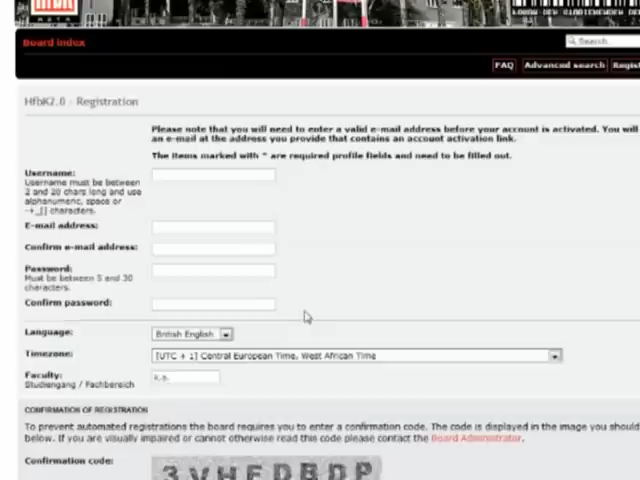 Board index
Search
FAQ
Advanced search
Regist
HfbK2.0 - Registration
Please note that you will need to enter a valid e-mail address before your account is activated. You will
an e-mail at the address you provide that contains an account activation link.
The items marked with * are required profile fields and need to be filled out.
Username:
Username must be between
2 and 20 chars long and use
alphanumeric, space or
-+_[] characters.
E-mail address:
Confirm e-mail address:
Password:
Must be between 5 and 30
characters.
Confirm password:
Language:
British English
Timezone:
[UTC + 1] Central European Time, West African Time
Faculty:
Studiengang / Fachbereich
k.a.
CONFIRMATION OF REGISTRATION
To prevent automated registrations the board requires you to enter a confirmation code. The code is displayed in the image you should
below. If you are visually impaired or cannot otherwise read this code please contact the Board Administrator.
Confirmation code: